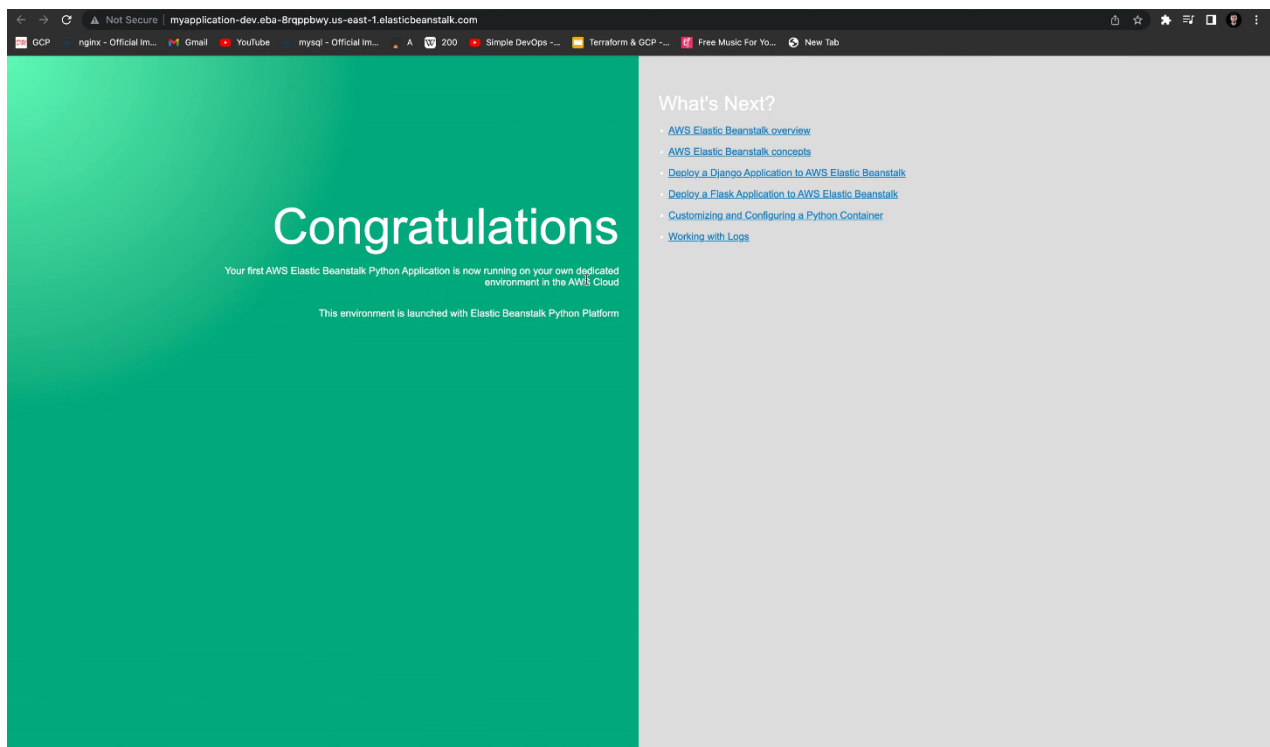 Not Secure myapplication-dev.eba-8rqppbwy.us-east-1.elasticbeanstalk.com
GCP nginx - Official Im... Gmail YouTube mysql - Official Im... A W 200 Simple DevOps -... Terraform & GCP -... Free Music For Yo... New Tab
Congratulations
Your first AWS Elastic Beanstalk Python Application is now running on your own dedicated
environment in the AWS Cloud
This environment is launched with Elastic Beanstalk Python Platform
What's Next?
AWS Elastic Beanstalk overview
AWS Elastic Beanstalk concepts
Deploy a Django Application to AWS Elastic Beanstalk
Deploy a Flask Application to AWS Elastic Beanstalk
Customizing and Configuring a Python Container
Working with Logs